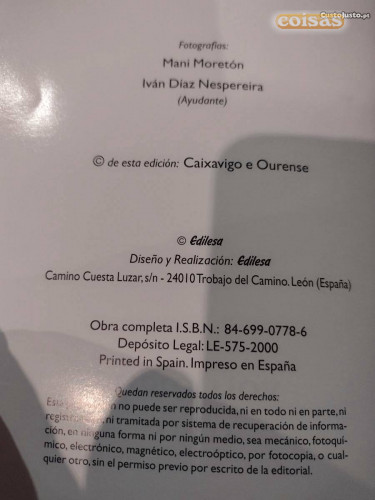 coisas
CustoJusto.pt
Fotografías:
Mani Moretón
Iván Díaz Nespereira
(Ayudante)
© de esta edición: Caixavigo e Ourense
© Edilesa
Diseño y Realización: Edilesa
Camino Cuesta Luzar, s/n - 24010 Trobajo del Camino. León (España)
Obra completa I.S.B.N.: 84-699-0778-6
Depósito Legal: LE-575-2000
Printed in Spain. Impreso en España
Quedan reservados todos los derechos:
no puede ser reproducida, ni en todo ni en parte, ni
ni tramitada por sistema de recuperación de informa-
ción, en ninguna forma ni por ningún medio, sea mecánico, fotoquí-
mico, electrónico, magnético, electroóptico, por fotocopia, o cual-
quier otro, sin el permiso previo por escrito de la editorial.